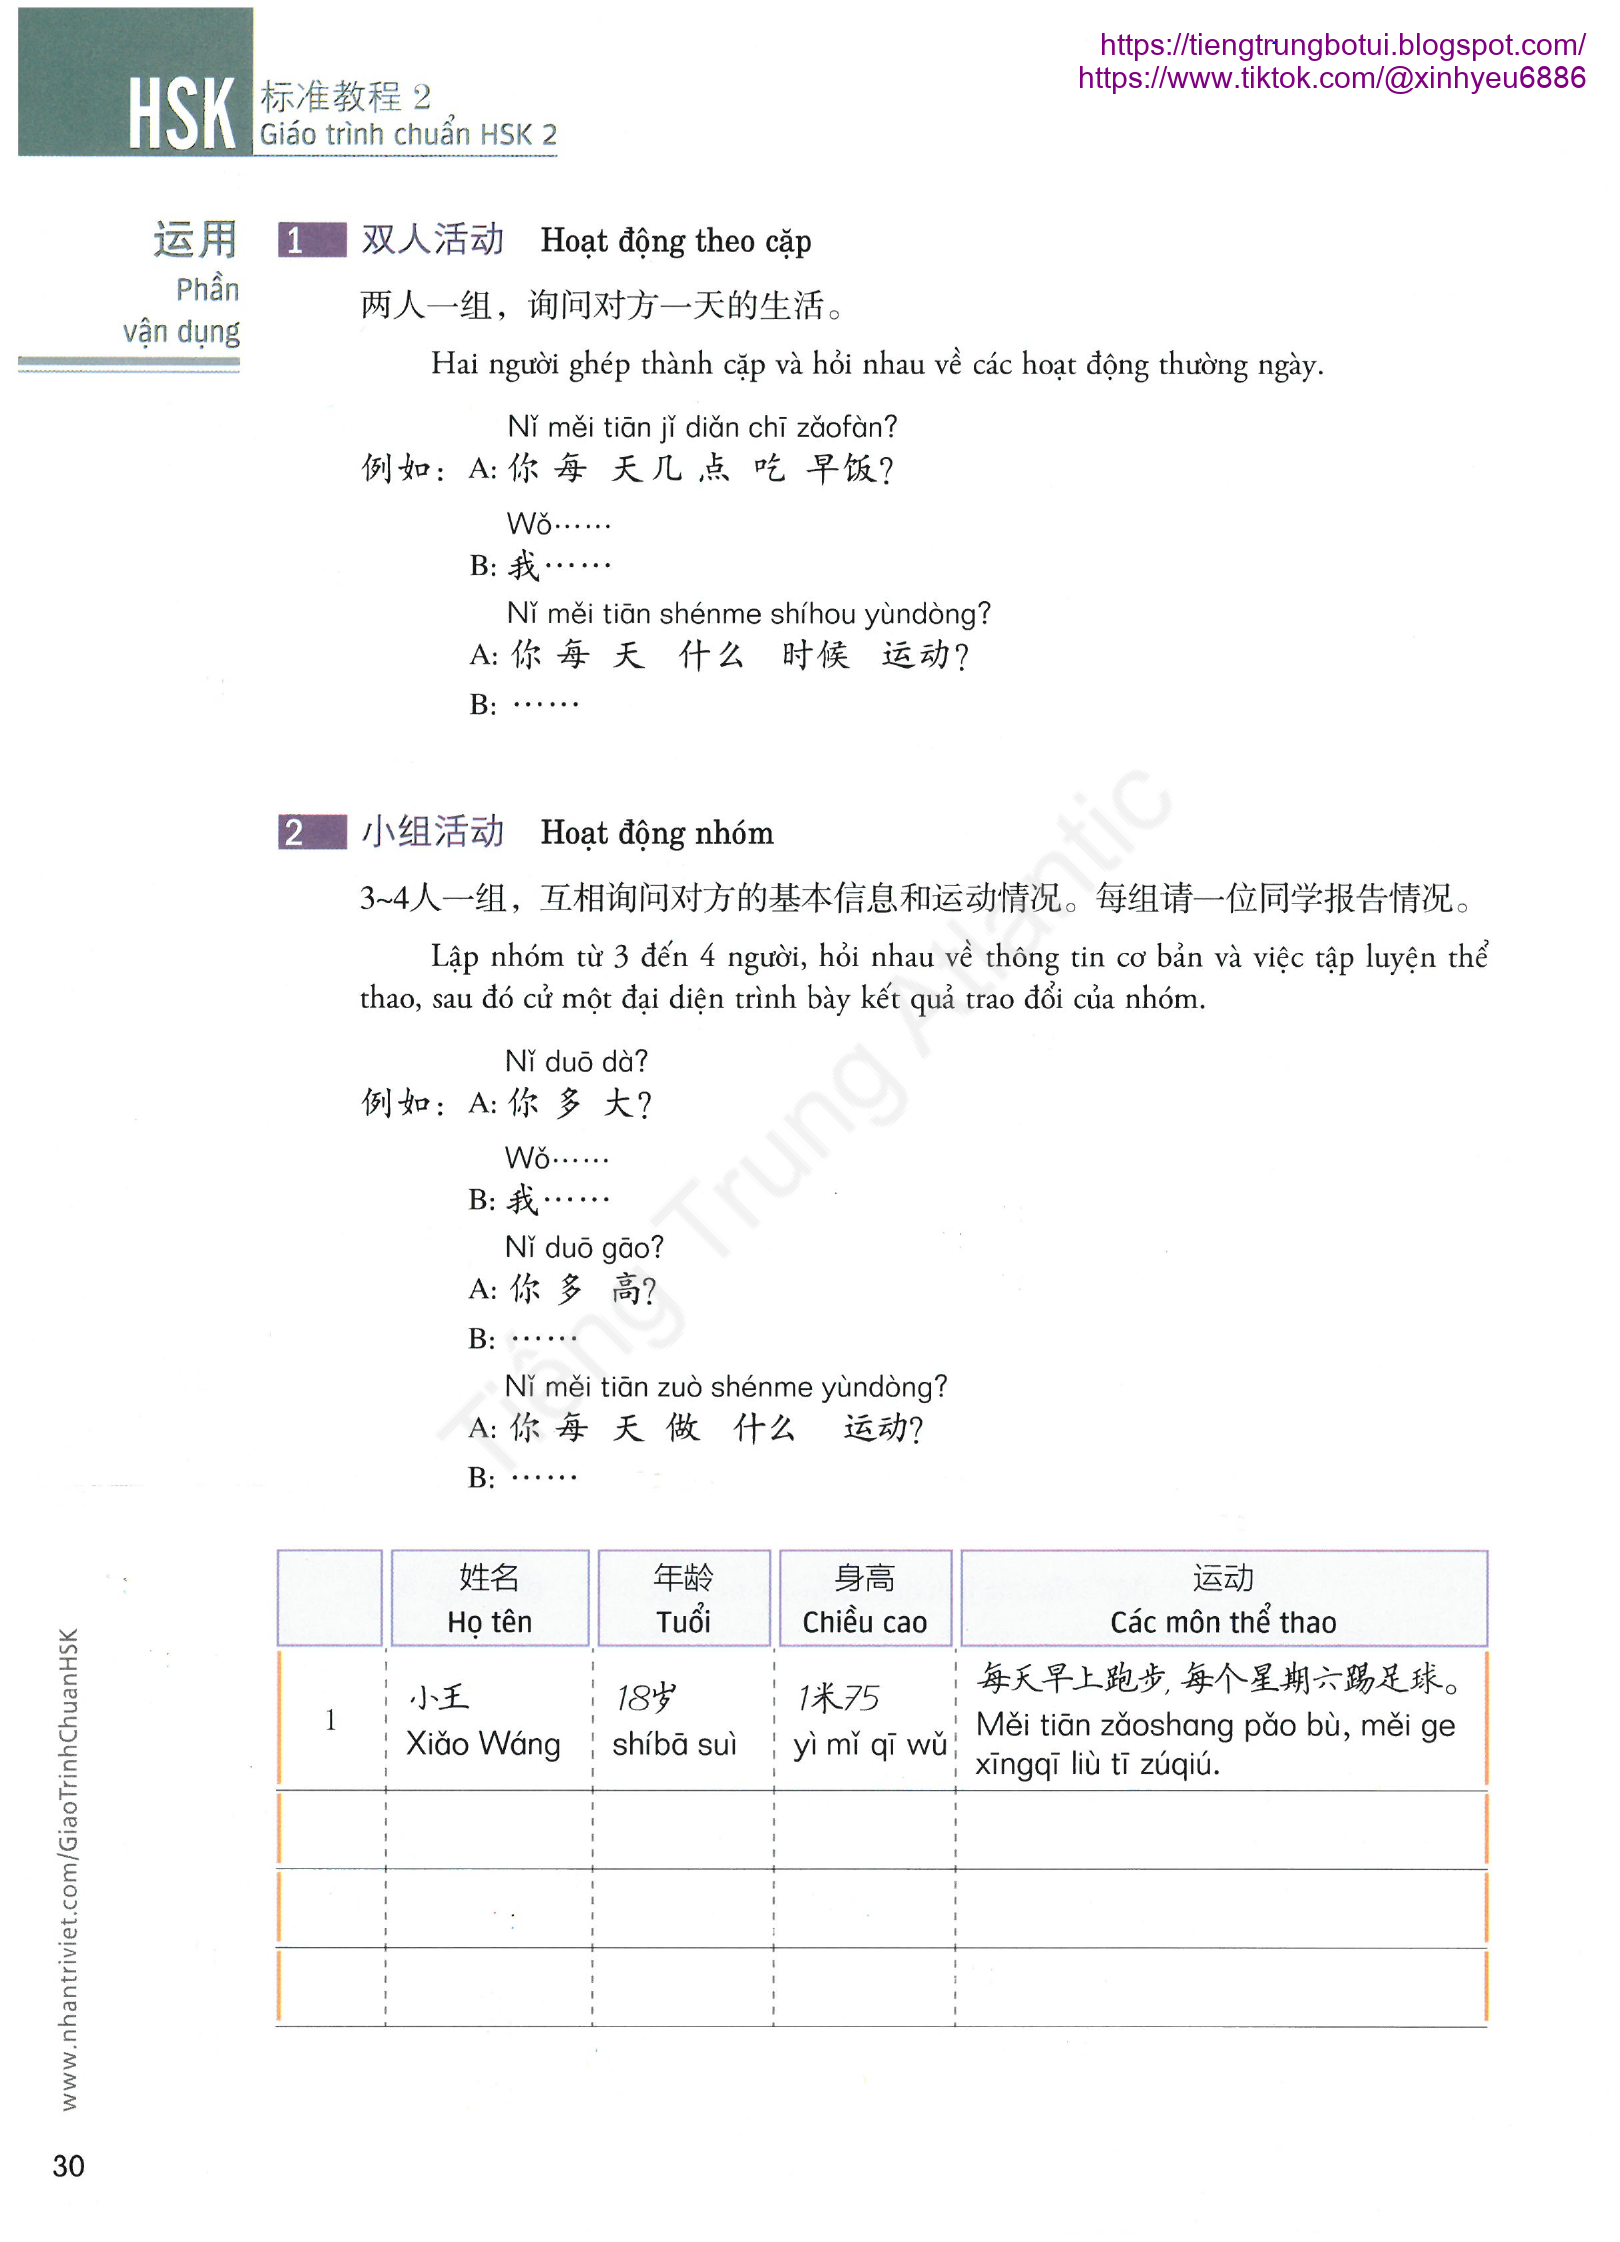 https://tiengtrungbotui.blogspot.com/
https://www.tiktok.com/@xinhyeu6886
HSK 标准教程 2
Giáo trình chuẩn HSK 2
运用
Phần
vận dụng
1 双人活动 Hoạt động theo cặp
两人一组，询问对方一天的生活。
Hai người ghép thành cặp và hỏi nhau về các hoạt động thường ngày.
Nǐ měi tiān jǐ diǎn chī zǎofàn?
例如：A: 你 每 天 几 点 吃 早饭?
Wǒ……
B: 我……
Nǐ měi tiān shénme shíhou yùndòng?
A: 你 每 天 什么 时候 运动?
B: ……
2 小组活动 Hoạt động nhóm
3~4人一组，互相询问对方的基本信息和运动情况。每组请一位同学报告情况。
Lập nhóm từ 3 đến 4 người, hỏi nhau về thông tin cơ bản và việc tập luyện thể
thao, sau đó cử một đại diện trình bày kết quả trao đổi của nhóm.
Nǐ duō dà?
例如：A: 你 多 大?
Wǒ……
B: 我……
Nǐ duō gāo?
A: 你 多 高?
B: ……
Nǐ měi tiān zuò shénme yùndòng?
A: 你 每 天 做 什么 运动?
B: ……
姓名 年龄 身高 运动
Họ tên Tuổi Chiều cao Các môn thể thao
1 小王 18岁 1米75 每天早上跑步, 每个星期六踢足球。
Xiǎo Wáng shíbā suì yì mǐ qī wǔ Měi tiān zǎoshang pǎo bù, měi ge
xīngqī liù tī zúqiú.
Tiếng Trung Atlantic
www.nhantriviet.com/GiaoTrinhChuanHSK
30